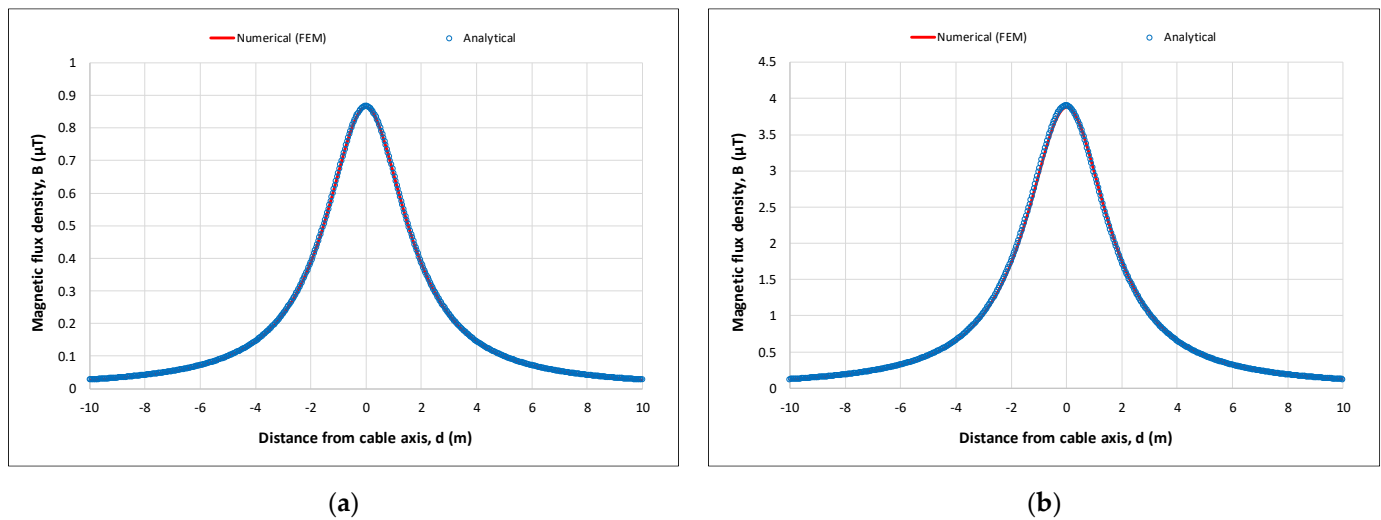 Numerical (FEM) Analytical
Magnetic flux density, B (μT)
1
0.9
0.8
0.7
0.6
0.5
0.4
0.3
0.2
0.1
0
-10 -8 -6 -4 -2 0 2 4 6 8 10
Distance from cable axis, d (m)
(a)
Numerical (FEM) Analytical
Magnetic flux density, B (μT)
4.5
4
3.5
3
2.5
2
1.5
1
0.5
0
-10 -8 -6 -4 -2 0 2 4 6 8 10
Distance from cable axis, d (m)
(b)